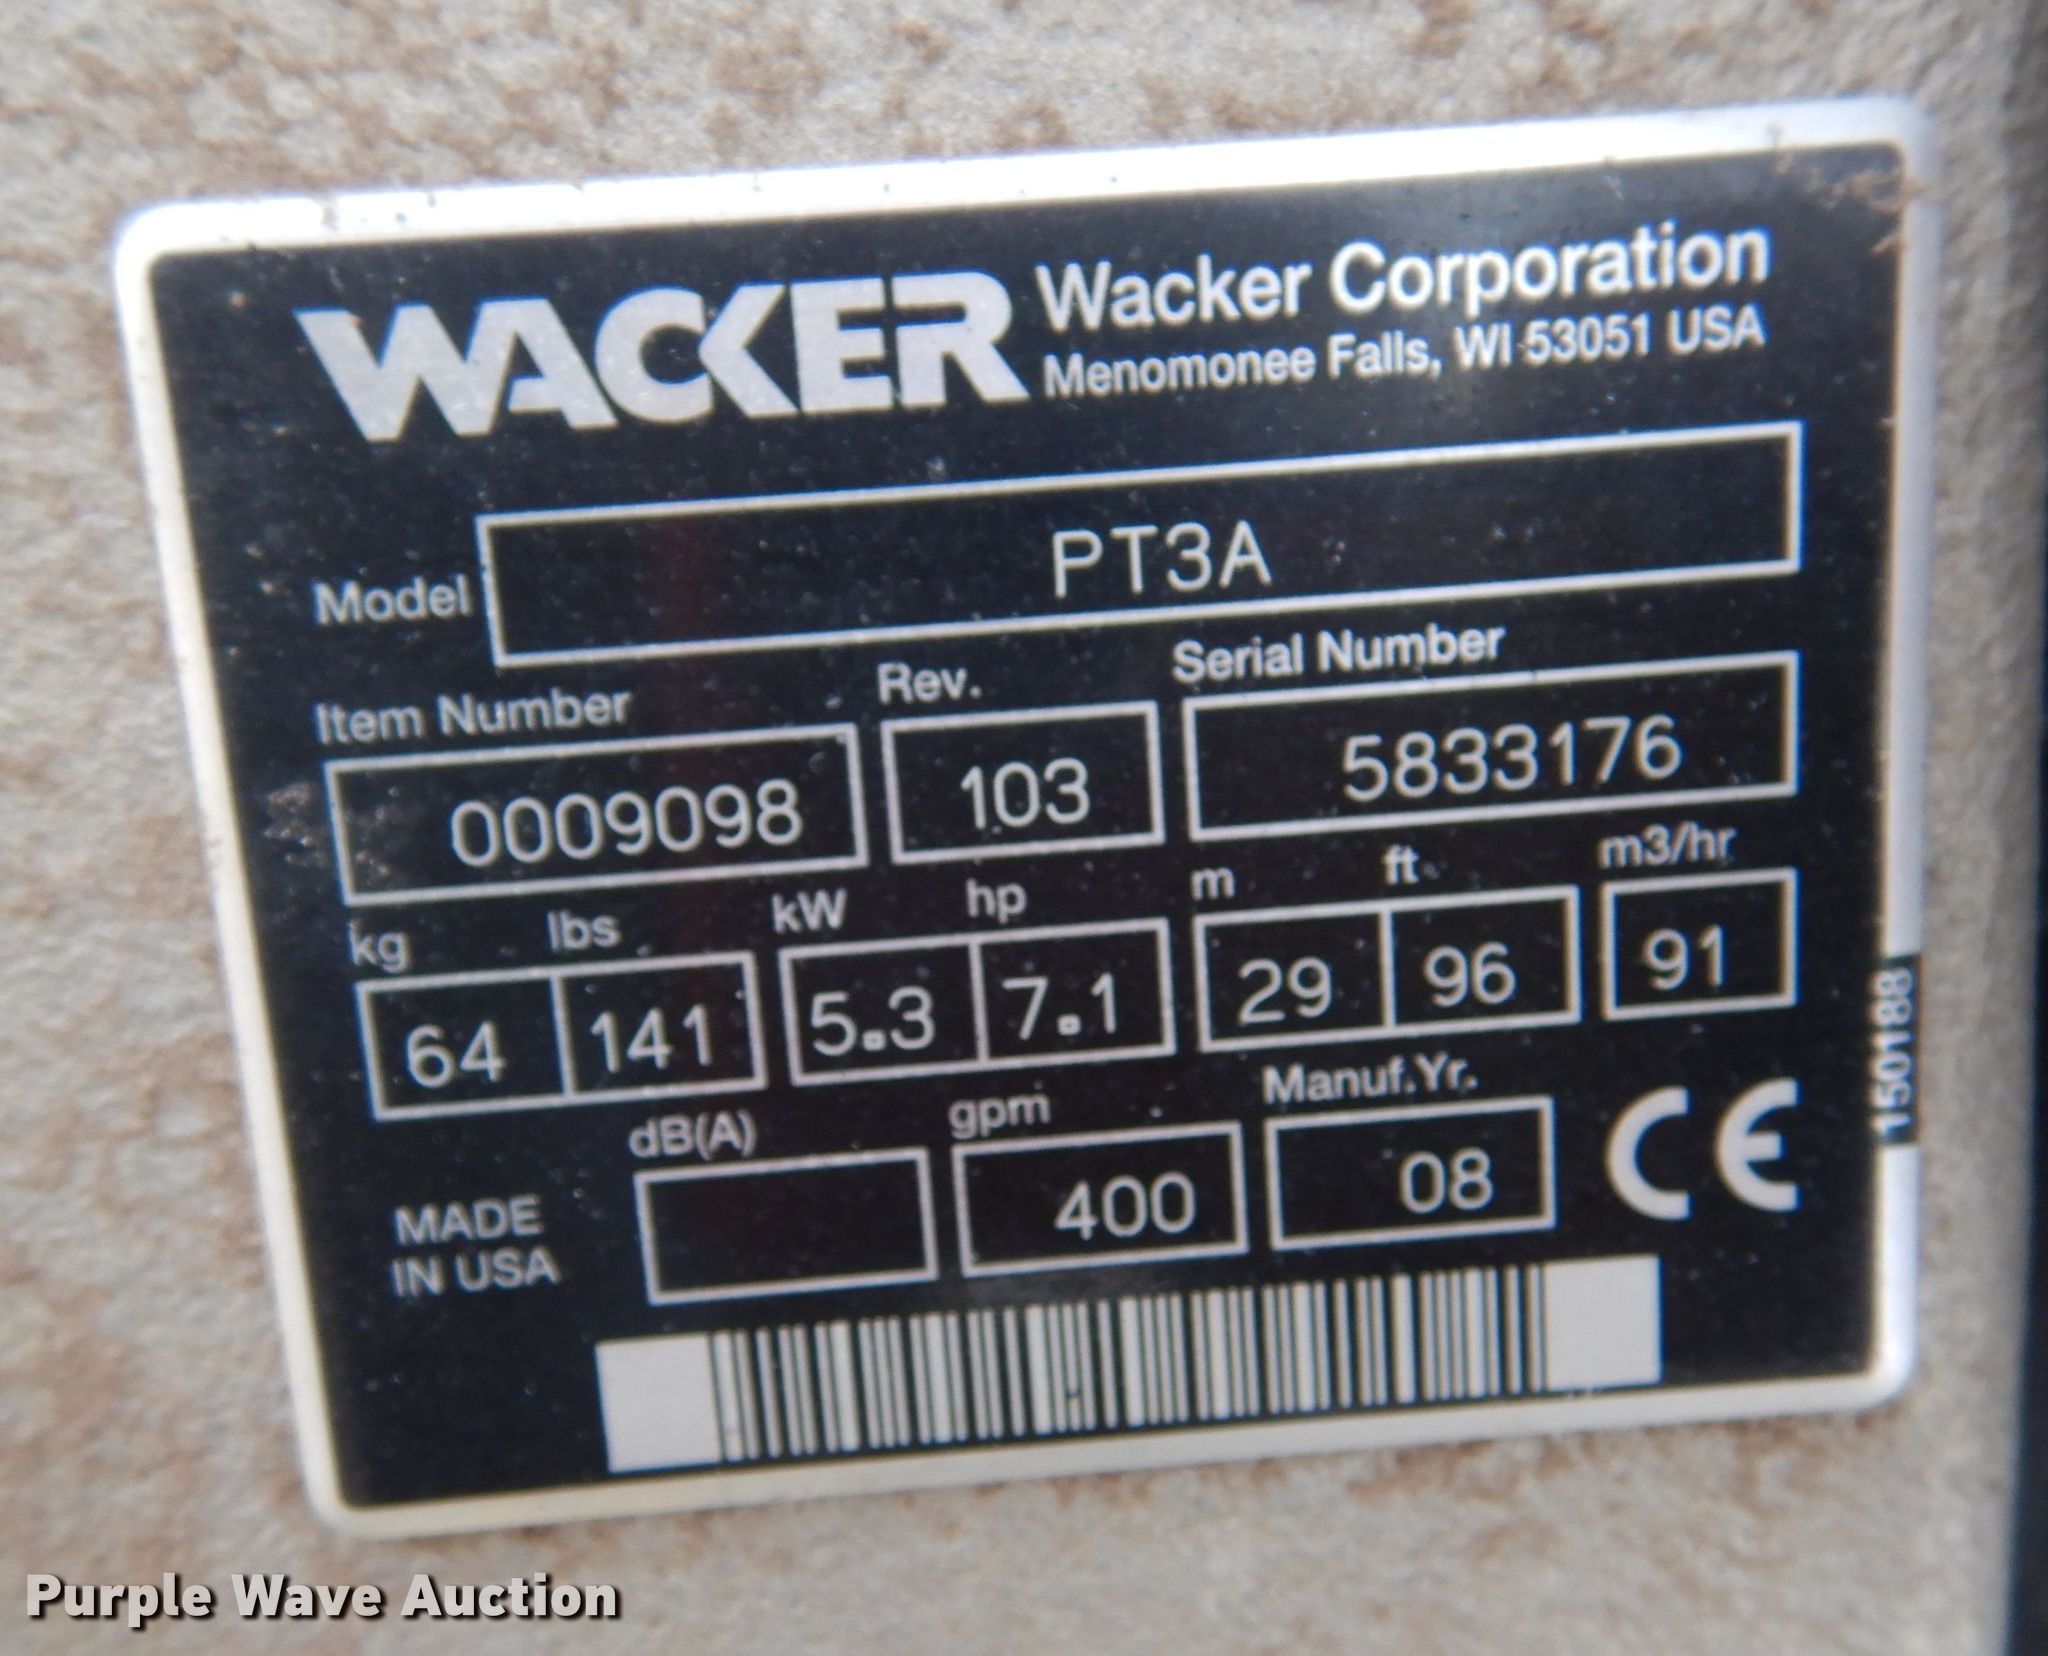 WACKER Wacker Corporation
Menomonee Falls, WI 53051 USA
Model PT3A
Item Number Rev. Serial Number
0009098 103 5833176
kg lbs kW hp m ft m3/hr
64 141 5.3 7.1 29 96 91
dB(A) gpm Manuf.Yr.
400 08 CE
MADE
IN USA
150188
Purple Wave Auction